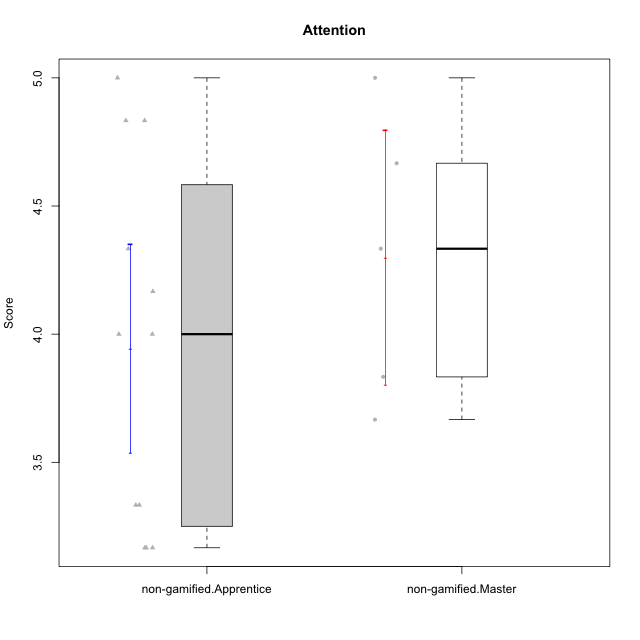 Attention
5.0
4.5
4.0
3.5
Score
non-gamified.Apprentice
non-gamified.Master